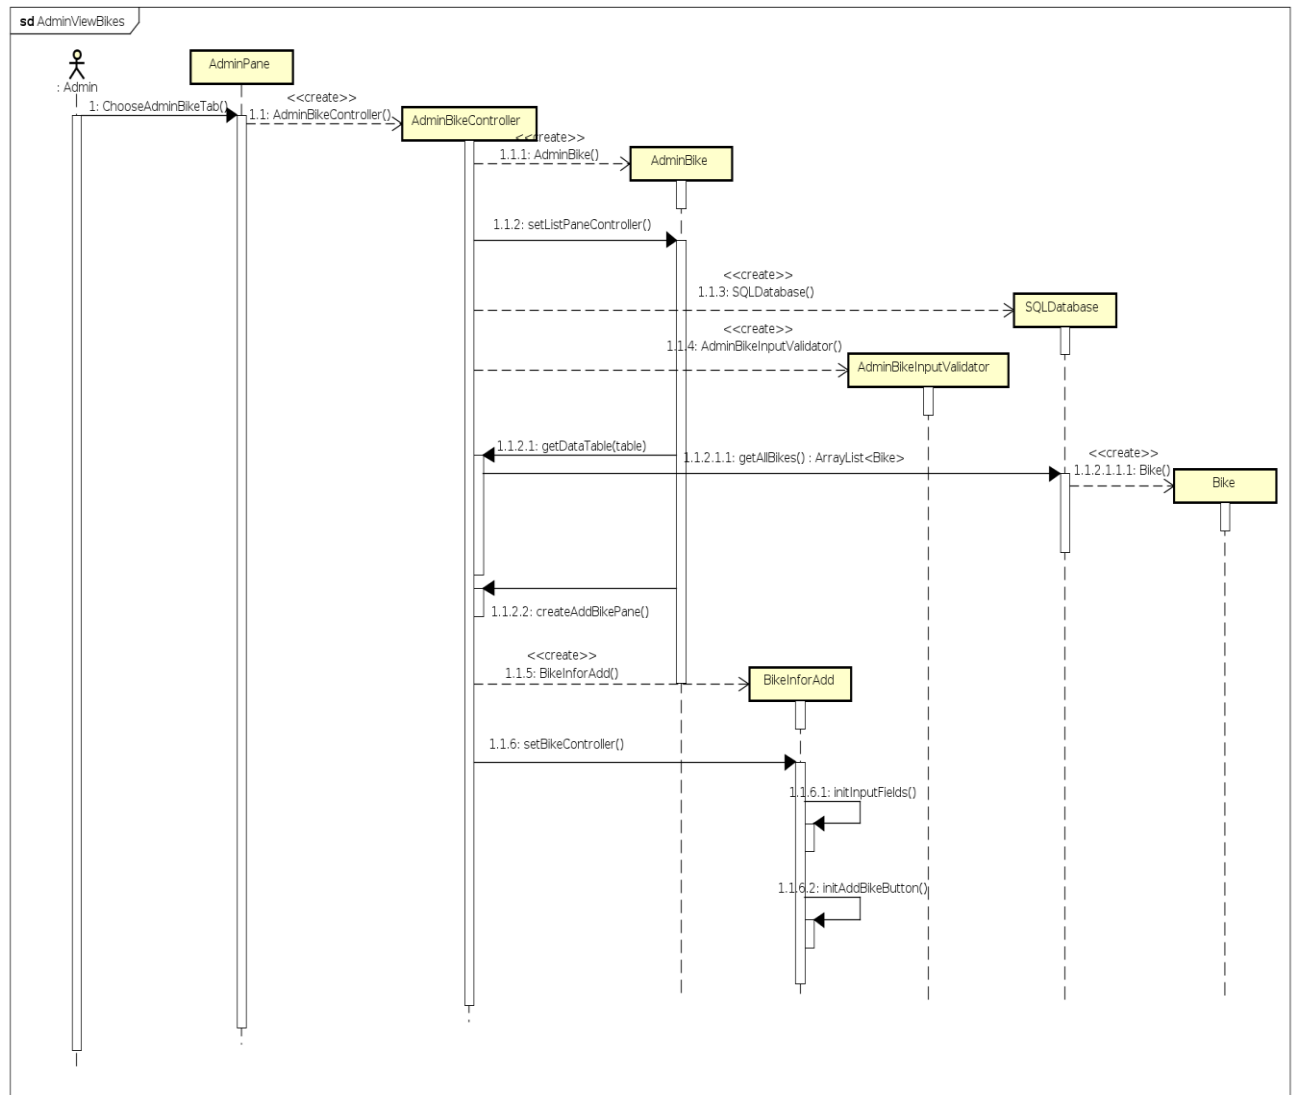 sd AdminViewBikes
AdminPane
: Admin
<<create>>
1: ChooseAdminBikeTab()
1.1: AdminBikeController()
AdminBikeController
<<create>>
1.1.1: AdminBike()
AdminBike
1.1.2: setListPaneController()
<<create>>
1.1.3: SQLDatabase()
SQLDatabase
<<create>>
1.1.4: AdminBikeInputValidator()
AdminBikeInputValidator
1.1.2.1: getDataTable(table)
1.1.2.1.1: getAllBikes() : ArrayList<Bike>
<<create>>
1.1.2.1.1.1: Bike()
Bike
1.1.2.2: createAddBikePane()
<<create>>
1.1.5: BikeInforAdd()
BikeInforAdd
1.1.6: setBikeController()
1.1.6.1: initInputFields()
1.1.6.2: initAddBikeButton()